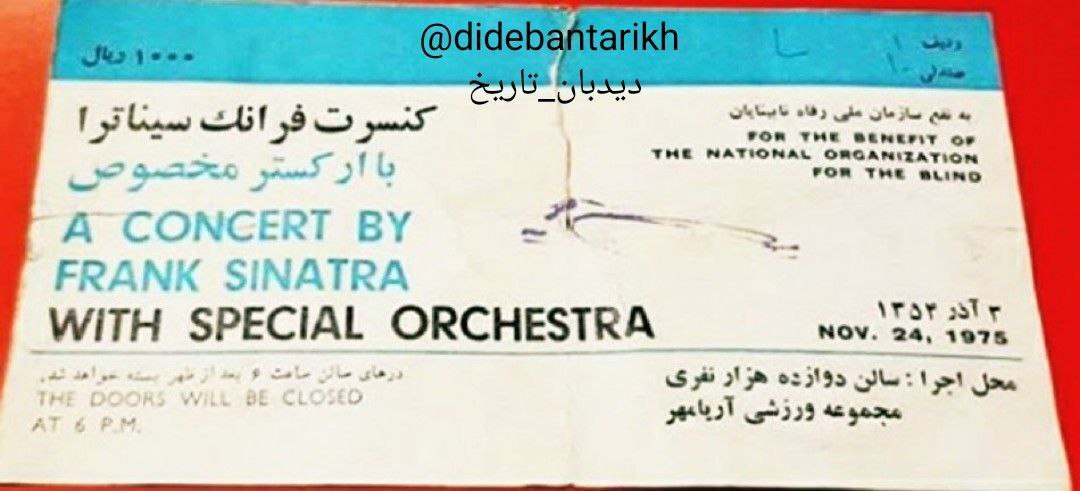 @didebantarikh
دیدبان_تاریخ
ردیف ۱
صندلی ۱۰
۱۰۰۰ ریال
به نفع سازمان ملی رفاه نابینایان
FOR THE BENEFIT OF
THE NATIONAL ORGANIZATION
FOR THE BLIND
کنسرت فرانک سیناترا
با ارکستر مخصوص
A CONCERT BY
FRANK SINATRA
WITH SPECIAL ORCHESTRA
۳ آذر ۱۳۵۴
NOV. 24, 1975
محل اجرا : سالن دوازده هزار نفری
مجموعه ورزشی آریامهر
درهای سالن ساعت ۶ بعد از ظهر بسته خواهد شد.
THE DOORS WILL BE CLOSED
AT 6 P.M.